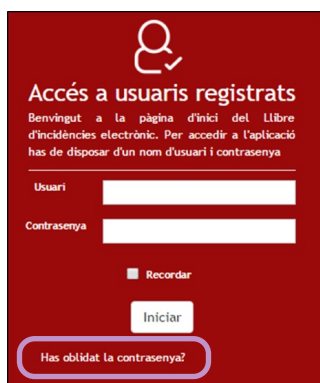 Accés a usuaris registrats
Benvingut a la pàgina d'inici del Llibre
d'incidències electrònic. Per accedir a l'aplicació
has de disposar d'un nom d'usuari i contrasenya
Usuari
Contrasenya
Recordar
Iniciar
Has oblidat la contrasenya?